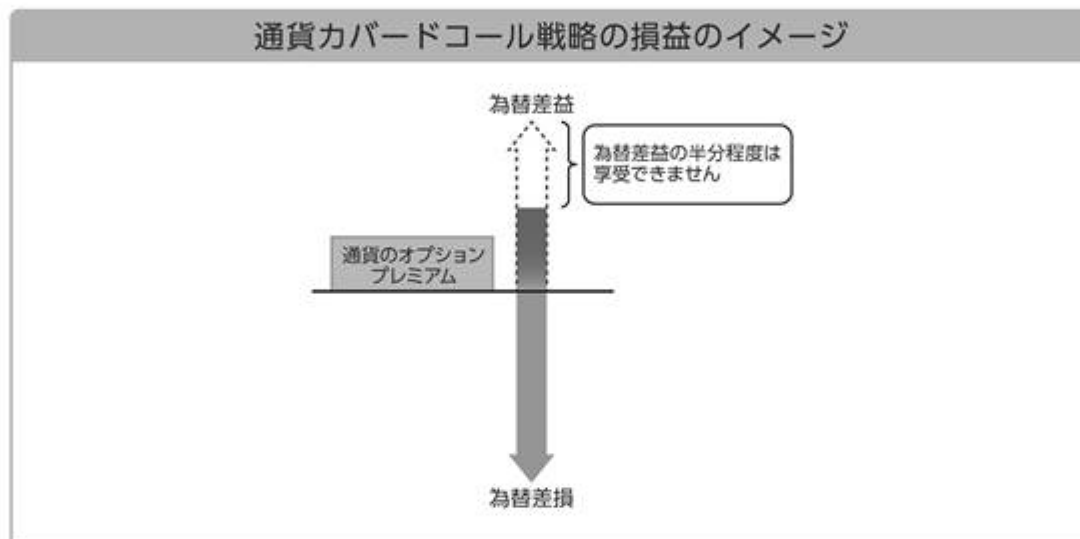 通貨カバードコール戦略の損益のイメージ
為替差益
為替差益の半分程度は
享受できません
通貨のオプション
プレミアム
為替差損